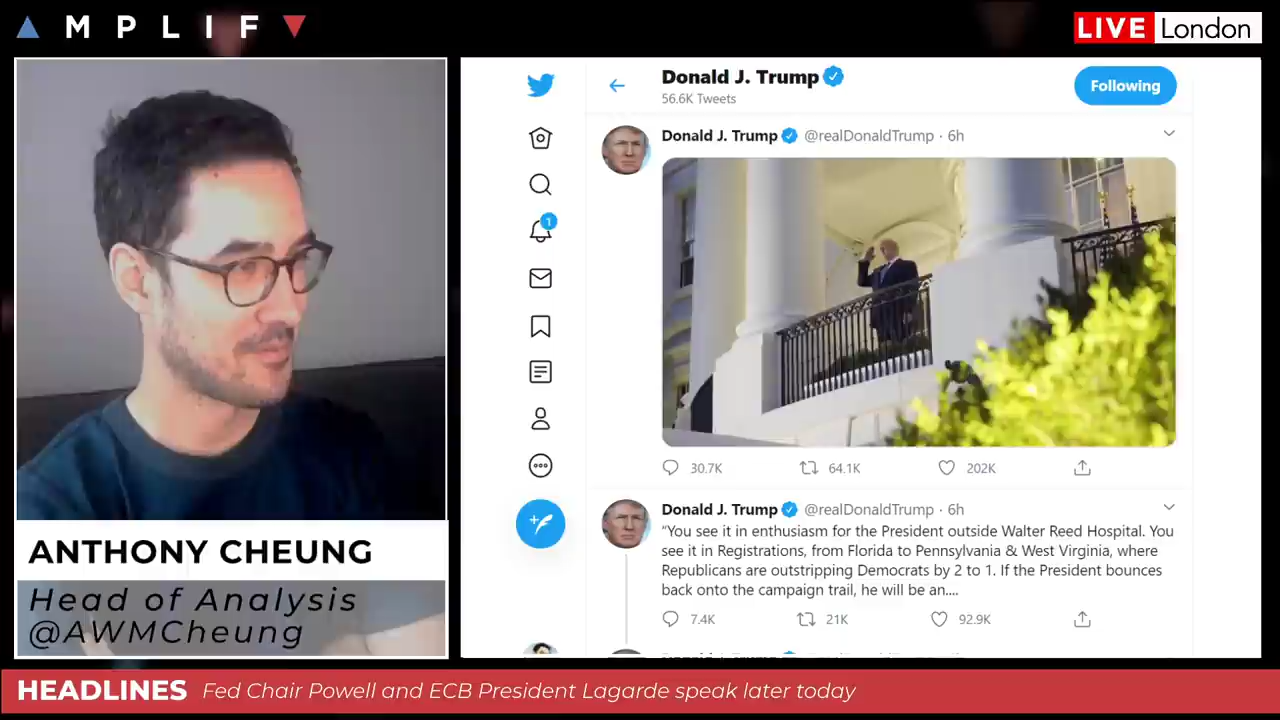 AMPLIFY
LIVE London
Donald J. Trump
56.6K Tweets
Following
Donald J. Trump @realDonaldTrump · 6h
30.7K 64.1K 202K
1
Donald J. Trump @realDonaldTrump · 6h
“You see it in enthusiasm for the President outside Walter Reed Hospital. You
see it in Registrations, from Florida to Pennsylvania & West Virginia, where
Republicans are outstripping Democrats by 2 to 1. If the President bounces
back onto the campaign trail, he will be an....
7.4K 21K 92.9K
ANTHONY CHEUNG
Head of Analysis
@AWMCheung
HEADLINES Fed Chair Powell and ECB President Lagarde speak later today